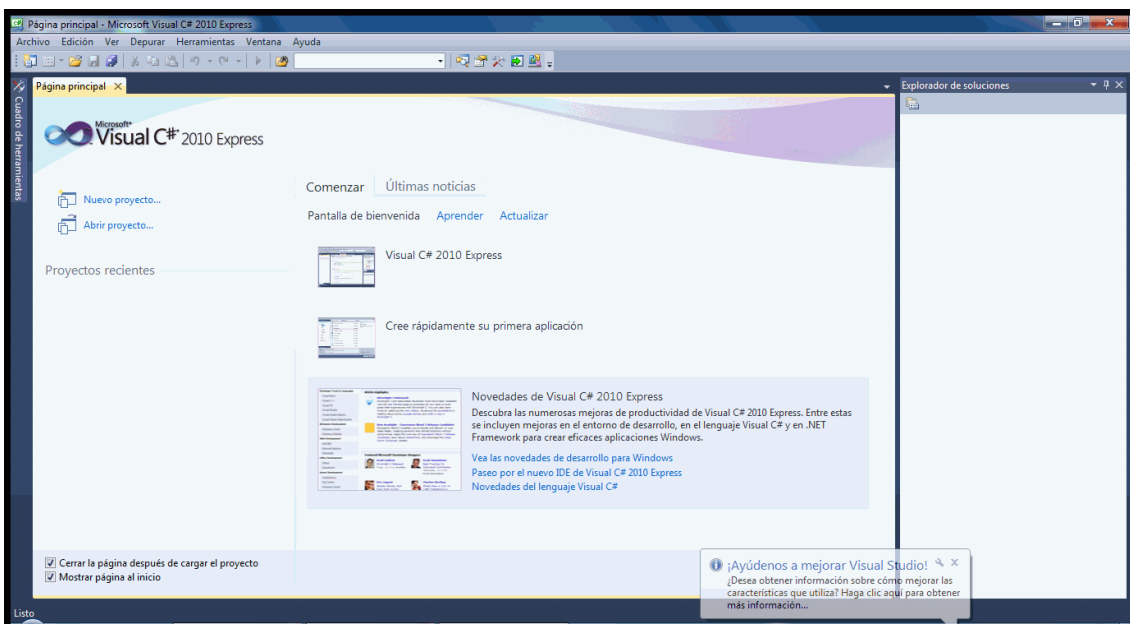 Página principal - Microsoft Visual C# 2010 Express
Archivo Edición Ver Depurar Herramientas Ventana Ayuda
Cuadro de herramientas
Página principal
Explorador de soluciones
Microsoft
Visual C# 2010 Express
Nuevo proyecto...
Abrir proyecto...
Proyectos recientes
Comenzar Últimas noticias
Pantalla de bienvenida Aprender Actualizar
Visual C# 2010 Express
Cree rápidamente su primera aplicación
Novedades de Visual C# 2010 Express
Descubra las numerosas mejoras de productividad de Visual C# 2010 Express. Entre estas
se incluyen mejoras en el entorno de desarrollo, en el lenguaje Visual C# y en .NET
Framework para crear eficaces aplicaciones Windows.
Vea las novedades de desarrollo para Windows
Paseo por el nuevo IDE de Visual C# 2010 Express
Novedades del lenguaje Visual C#
Cerrar la página después de cargar el proyecto
Mostrar página al inicio
¡Ayúdenos a mejorar Visual Studio!
¿Desea obtener información sobre cómo mejorar las
características que utiliza? Haga clic aquí para obtener
más información...
Listo